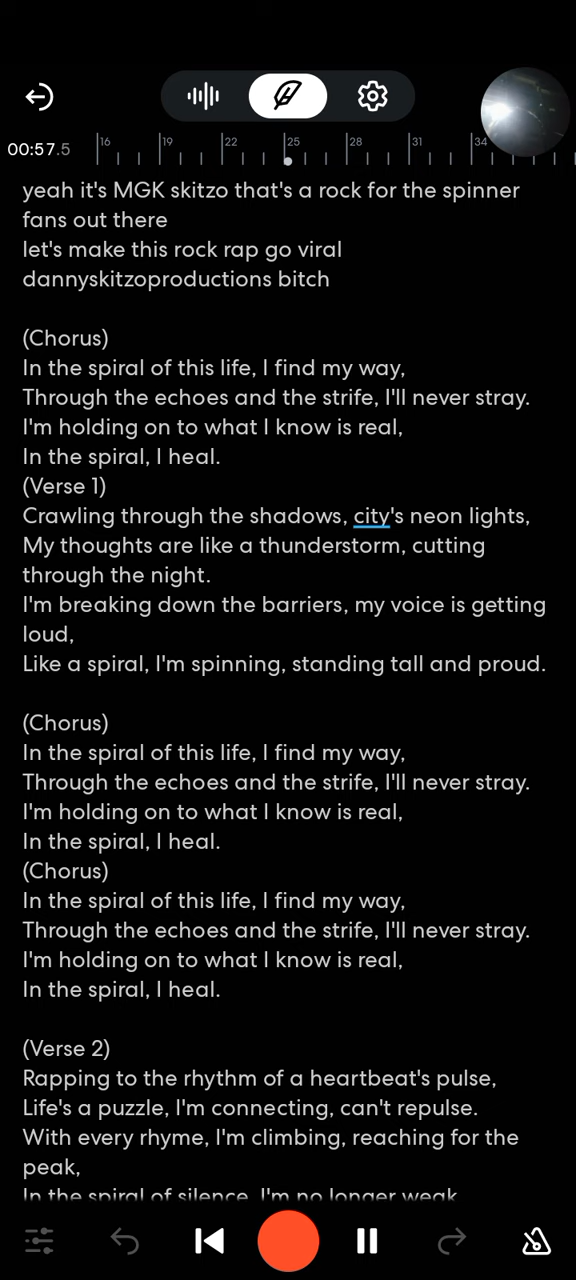 00:57.5
16 19 22 25 28 31 34
yeah it's MGK skitzo that's a rock for the spinner
fans out there
let's make this rock rap go viral
dannyskitzoproductions bitch
(Chorus)
In the spiral of this life, I find my way,
Through the echoes and the strife, I'll never stray.
I'm holding on to what I know is real,
In the spiral, I heal.
(Verse 1)
Crawling through the shadows, city's neon lights,
My thoughts are like a thunderstorm, cutting
through the night.
I'm breaking down the barriers, my voice is getting
loud,
Like a spiral, I'm spinning, standing tall and proud.
(Chorus)
In the spiral of this life, I find my way,
Through the echoes and the strife, I'll never stray.
I'm holding on to what I know is real,
In the spiral, I heal.
(Chorus)
In the spiral of this life, I find my way,
Through the echoes and the strife, I'll never stray.
I'm holding on to what I know is real,
In the spiral, I heal.
(Verse 2)
Rapping to the rhythm of a heartbeat's pulse,
Life's a puzzle, I'm connecting, can't repulse.
With every rhyme, I'm climbing, reaching for the
peak,
In the spiral of silence, I'm no longer weak